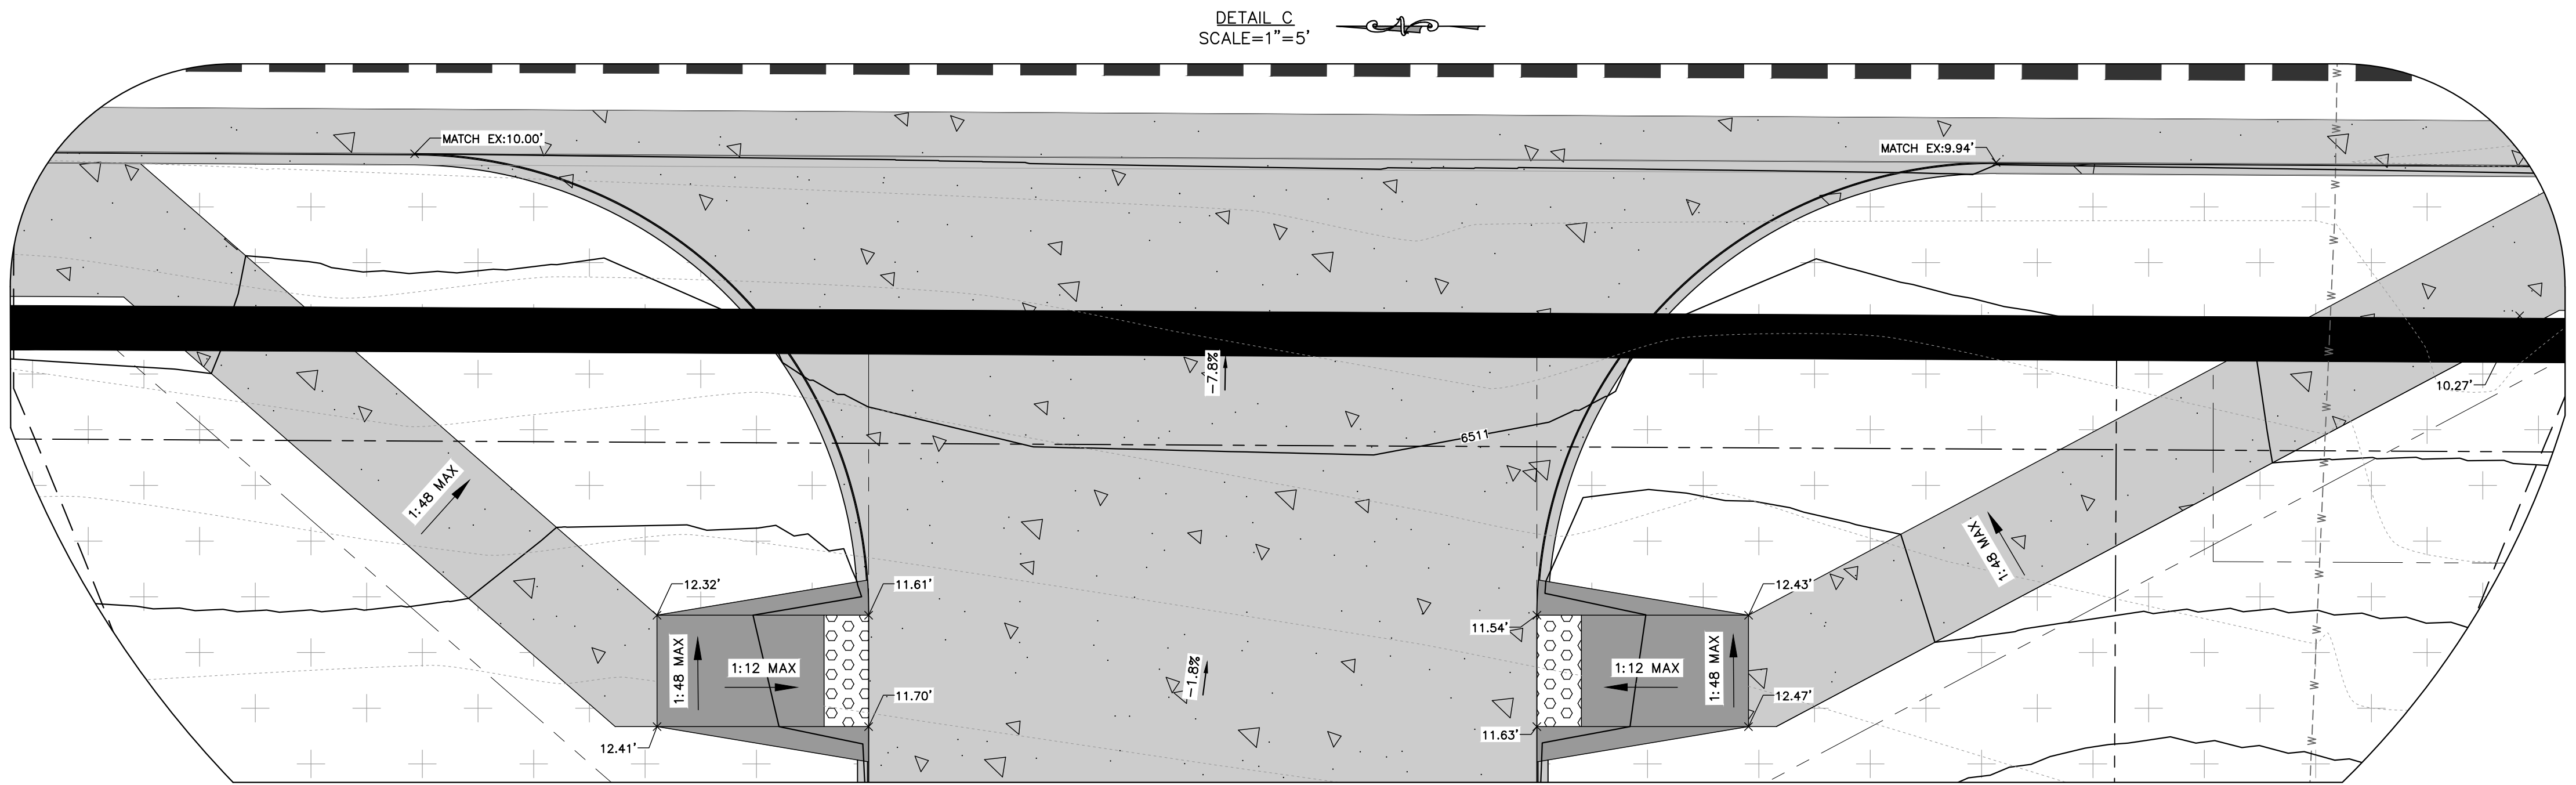 DETAIL C
SCALE=1"=5'
MATCH EX:10.00'
MATCH EX:9.94'
W
W
W
-7.8%
W
10.27'
6511
W
1:48 MAX
1:48 MAX
W
W
12.32'
11.61'
11.54'
12.43'
W
1:48 MAX
1:12 MAX
-1.8%
1:12 MAX
1:48 MAX
W
11.70'
12.47'
12.41'
11.63'
W